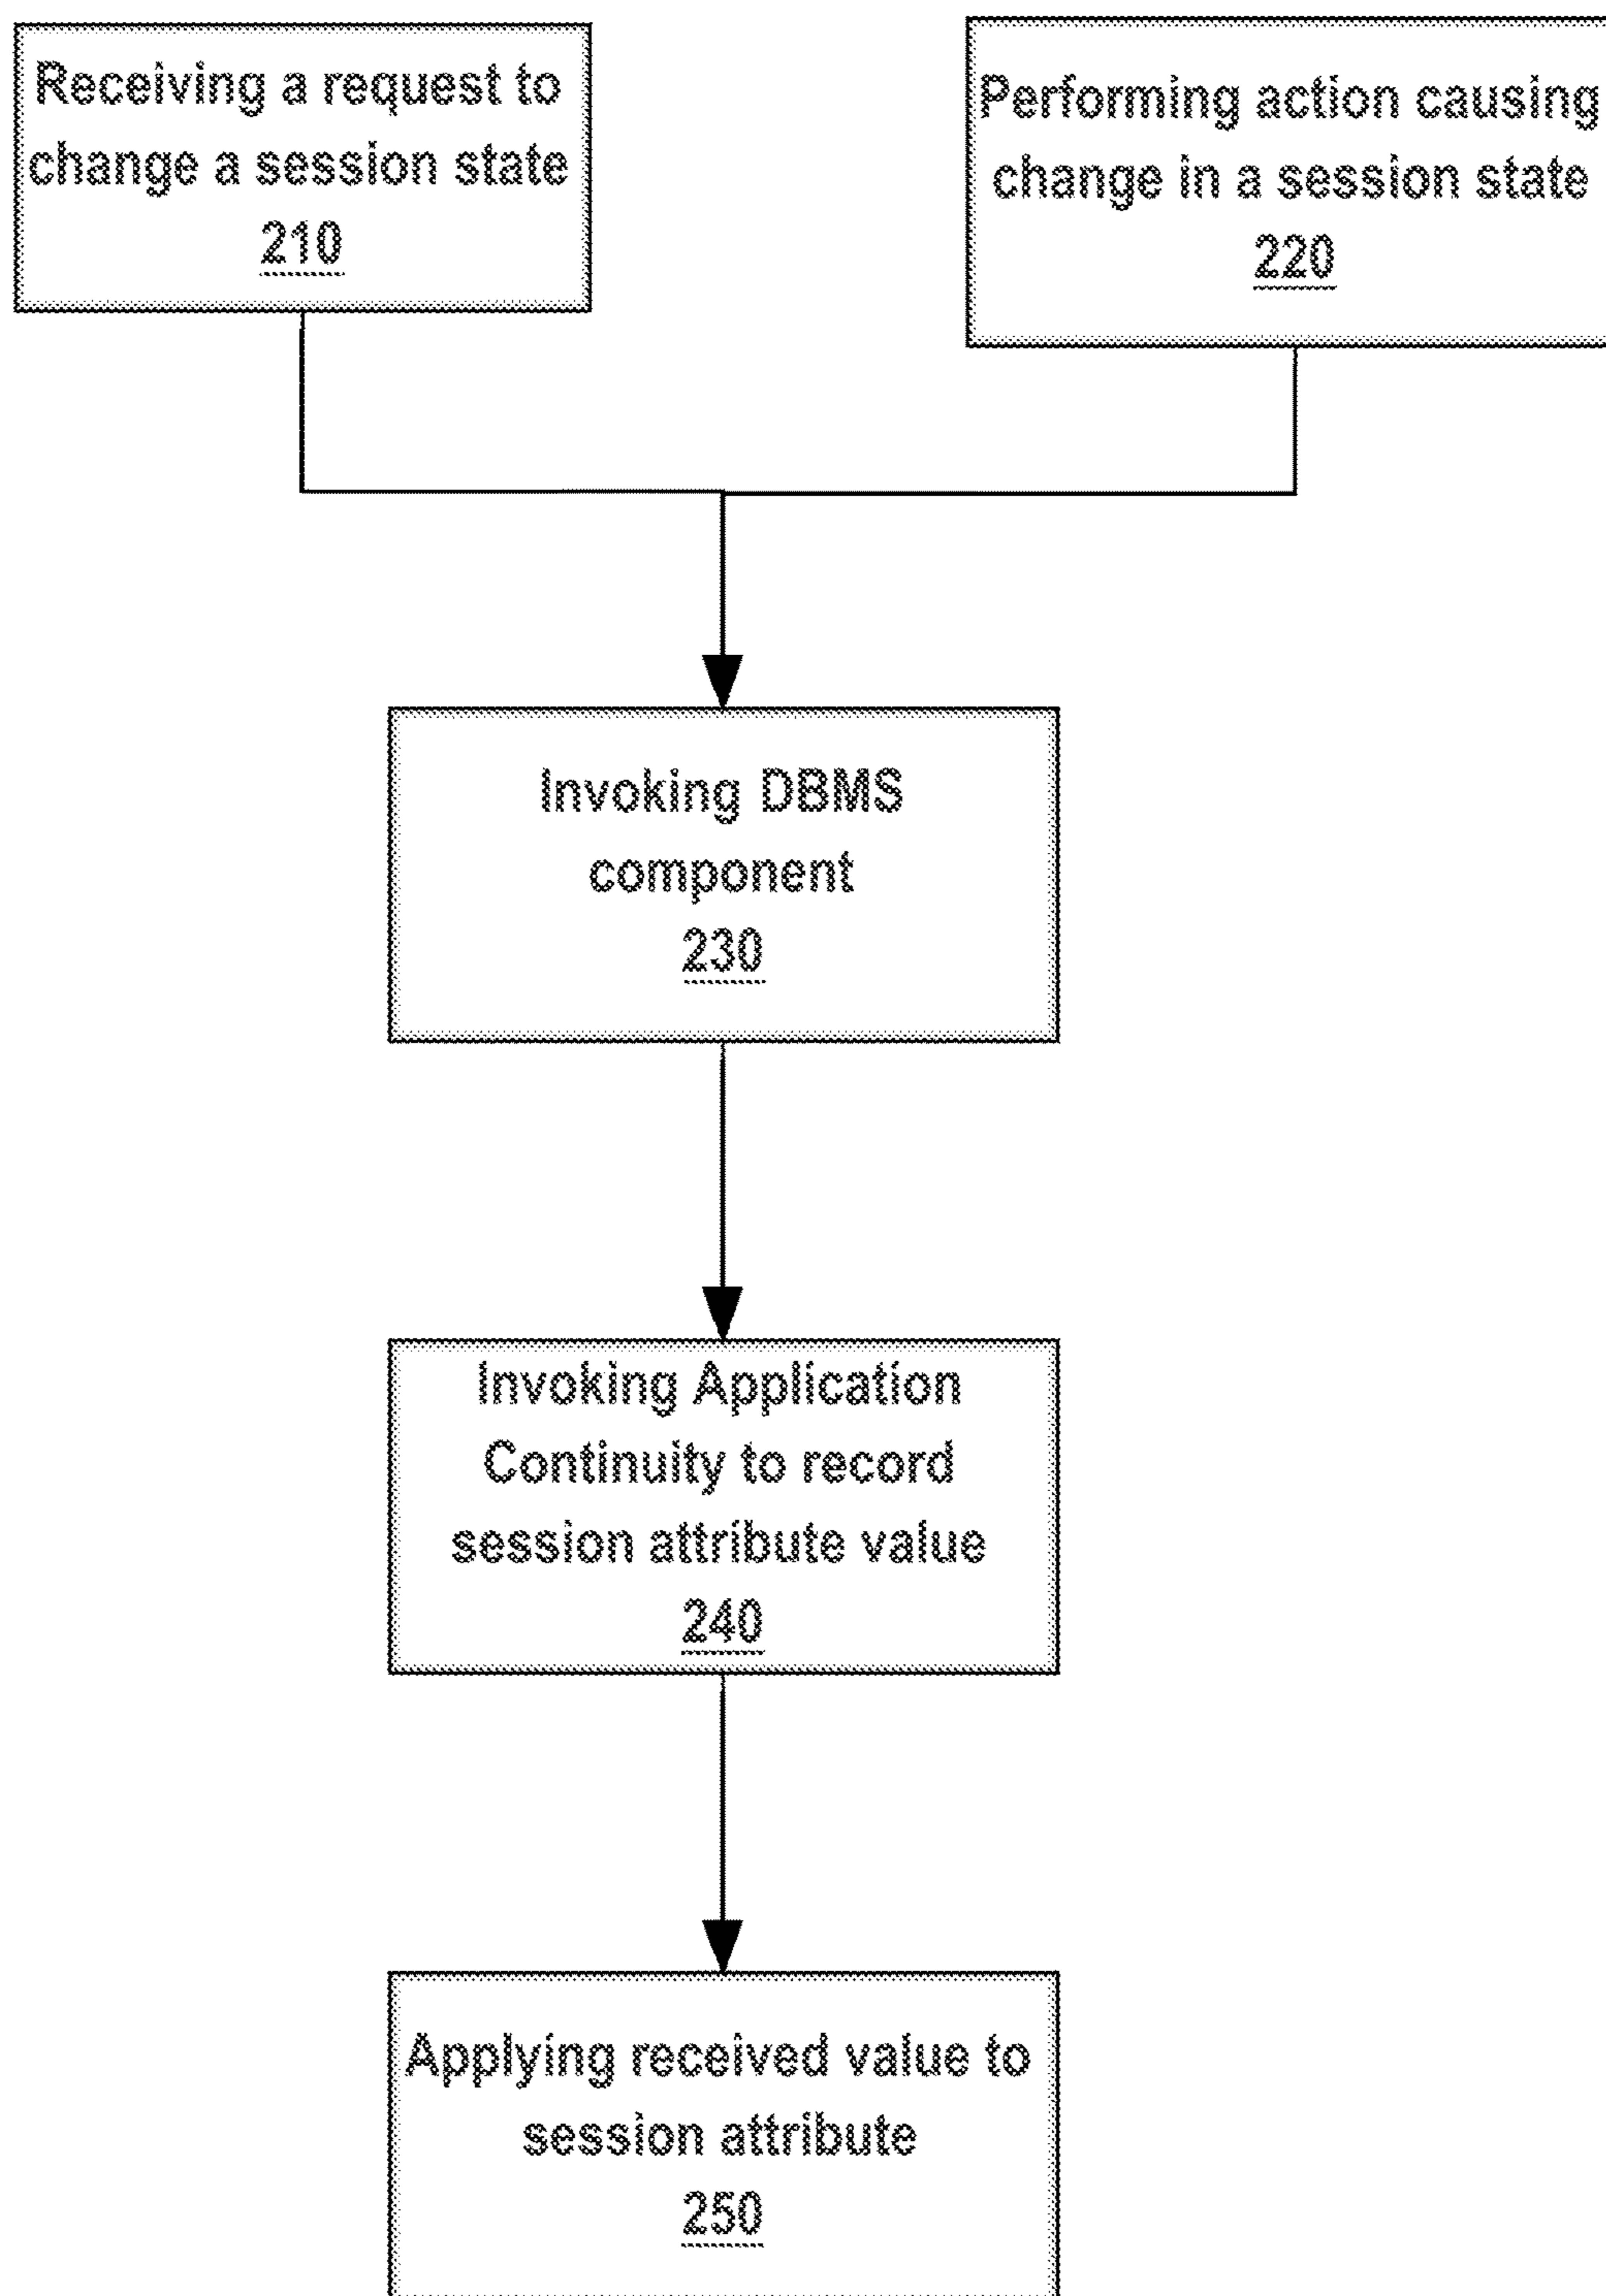 Receiving a request to
change a session state
210
Performing action causing
change in a session state
220
Invoking DBMS
component
230
Invoking Application
Continuity to record
session attribute value
240
Applying received value to
session attribute
250